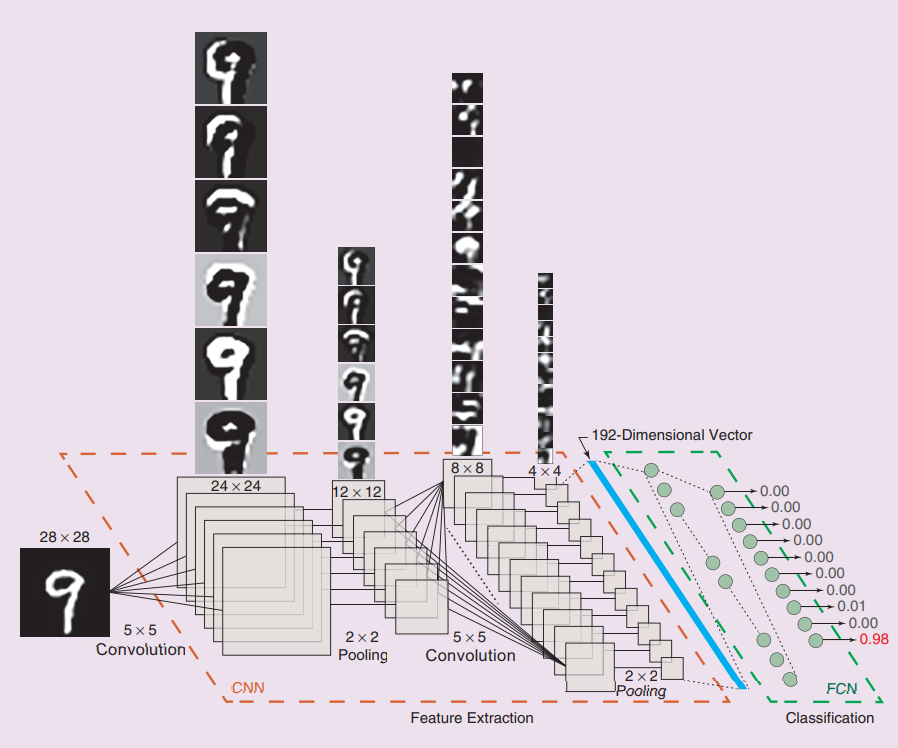 192-Dimensional Vector
8 × 8
4 × 4
24 × 24
12 × 12
0.00
0.00
0.00
0.00
0.00
0.00
0.00
0.01
0.00
0.98
28 × 28
5 × 5
Convolution
2 × 2
Pooling
5 × 5
Convolution
2 × 2
Pooling
CNN
FCN
Feature Extraction
Classification